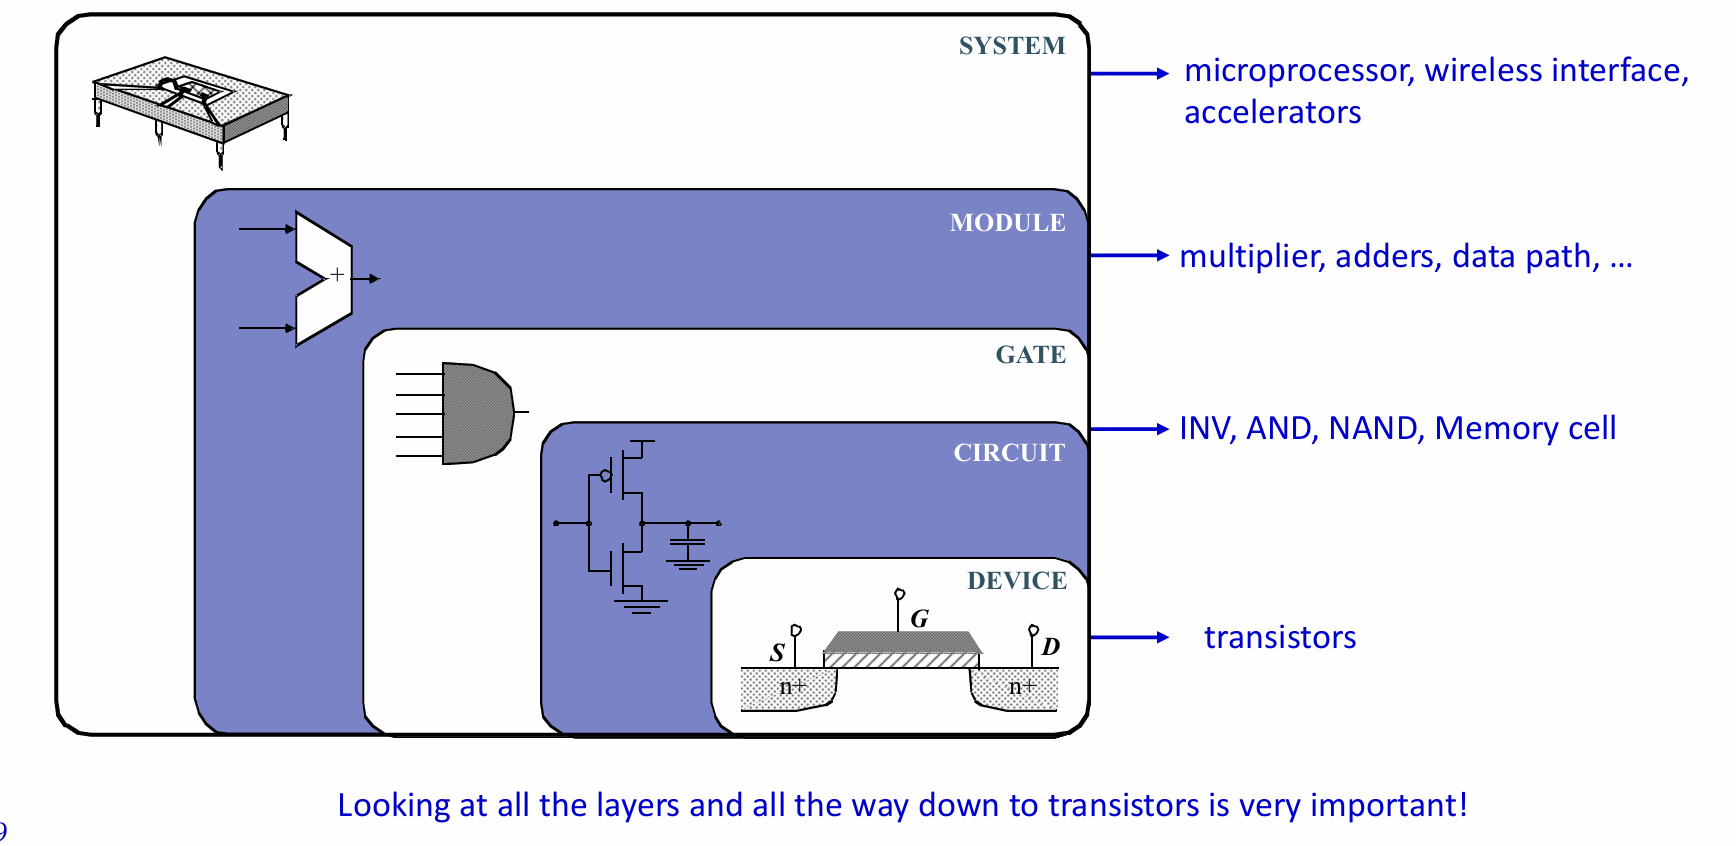 SYSTEM
microprocessor, wireless interface,
accelerators
MODULE
multiplier, adders, data path, …
+
GATE
INV, AND, NAND, Memory cell
CIRCUIT
DEVICE
G
S
D
transistors
n+
n+
Looking at all the layers and all the way down to transistors is very important!
9